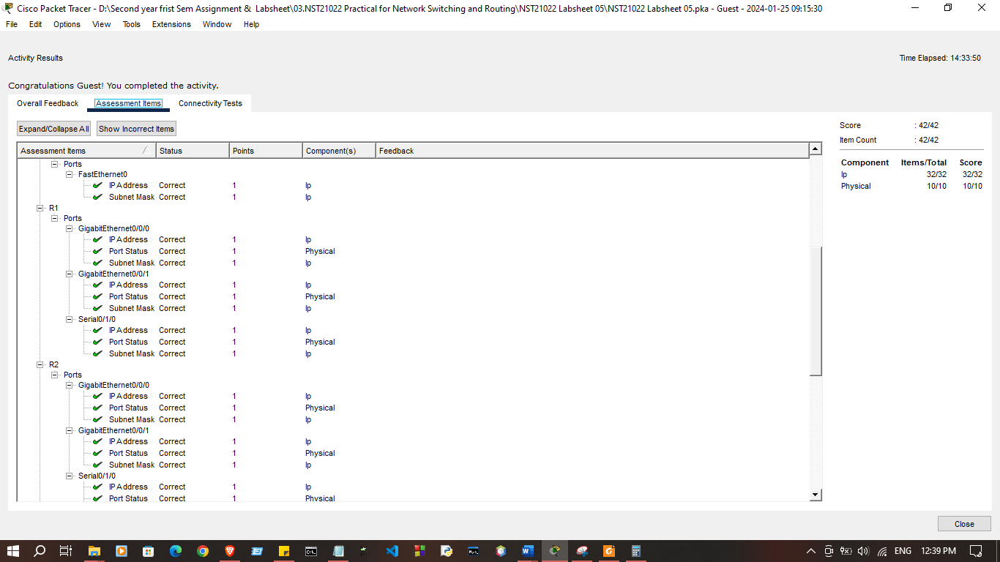 Cisco Packet Tracer - D:\Second year frist Sem Assignment &  Labsheet\03.NST21022 Practical for Network Switching and Routing\NST21022 Labsheet 05\NST21022 Labsheet 05.pka - Guest - 2024-01-25 09:15:30
File Edit Options View Tools Extensions Window Help
Activity Results Time Elapsed: 14:33:50
Congratulations Guest! You completed the activity.
Overall Feedback Assessment Items Connectivity Tests
Expand/Collapse All Show Incorrect Items
Assessment Items Status Points Component(s) Feedback
Ports
FastEthernet0
IP Address Correct 1 Ip
Subnet Mask Correct 1 Ip
R1
Ports
GigabitEthernet0/0/0
IP Address Correct 1 Ip
Port Status Correct 1 Physical
Subnet Mask Correct 1 Ip
GigabitEthernet0/0/1
IP Address Correct 1 Ip
Port Status Correct 1 Physical
Subnet Mask Correct 1 Ip
Serial0/1/0
IP Address Correct 1 Ip
Port Status Correct 1 Physical
Subnet Mask Correct 1 Ip
R2
Ports
GigabitEthernet0/0/0
IP Address Correct 1 Ip
Port Status Correct 1 Physical
Subnet Mask Correct 1 Ip
GigabitEthernet0/0/1
IP Address Correct 1 Ip
Port Status Correct 1 Physical
Subnet Mask Correct 1 Ip
Serial0/1/0
IP Address Correct 1 Ip
Port Status Correct 1 Physical
Score : 42/42
Item Count : 42/42
Component Items/Total Score
Ip 32/32 32/32
Physical 10/10 10/10
Close
ENG 12:39 PM